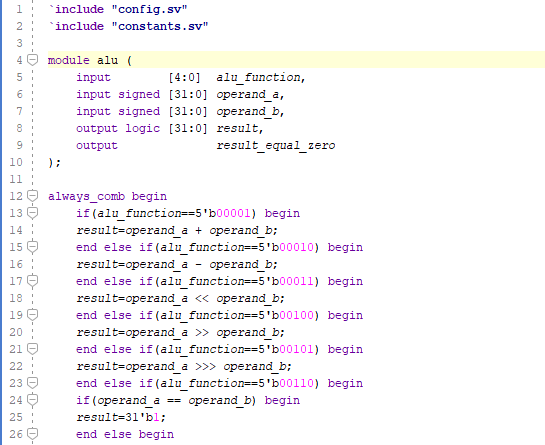 1 `include "config.sv"
2 `include "constants.sv"
3
4 module alu (
5 input [4:0] alu_function,
6 input signed [31:0] operand_a,
7 input signed [31:0] operand_b,
8 output logic [31:0] result,
9 output result_equal_zero
10 );
11
12 always_comb begin
13 if(alu_function==5'b00001) begin
14 result=operand_a + operand_b;
15 end else if(alu_function==5'b00010) begin
16 result=operand_a - operand_b;
17 end else if(alu_function==5'b00011) begin
18 result=operand_a << operand_b;
19 end else if(alu_function==5'b00100) begin
20 result=operand_a >> operand_b;
21 end else if(alu_function==5'b00101) begin
22 result=operand_a >>> operand_b;
23 end else if(alu_function==5'b00110) begin
24 if(operand_a == operand_b) begin
25 result=31'b1;
26 end else begin